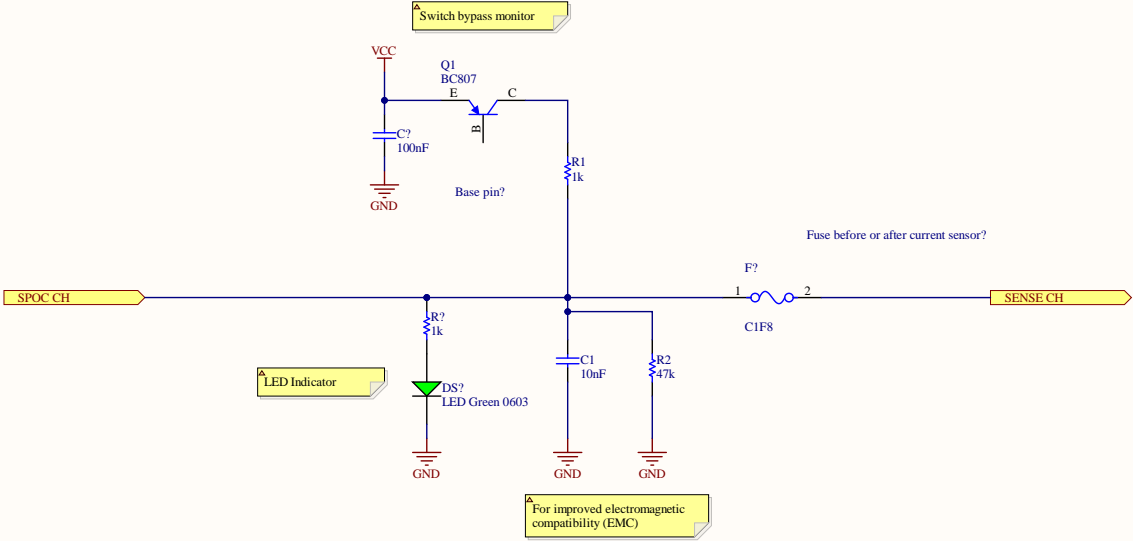 Switch bypass monitor
VCC
Q1
BC807
E
C
B
C?
100nF
GND
Base pin?
R1
1k
Fuse before or after current sensor?
F?
1
2
C1F8
SPOC CH
SENSE CH
R?
1k
LED Indicator
DS?
LED Green 0603
GND
C1
10nF
GND
R2
47k
GND
For improved electromagnetic
compatibility (EMC)